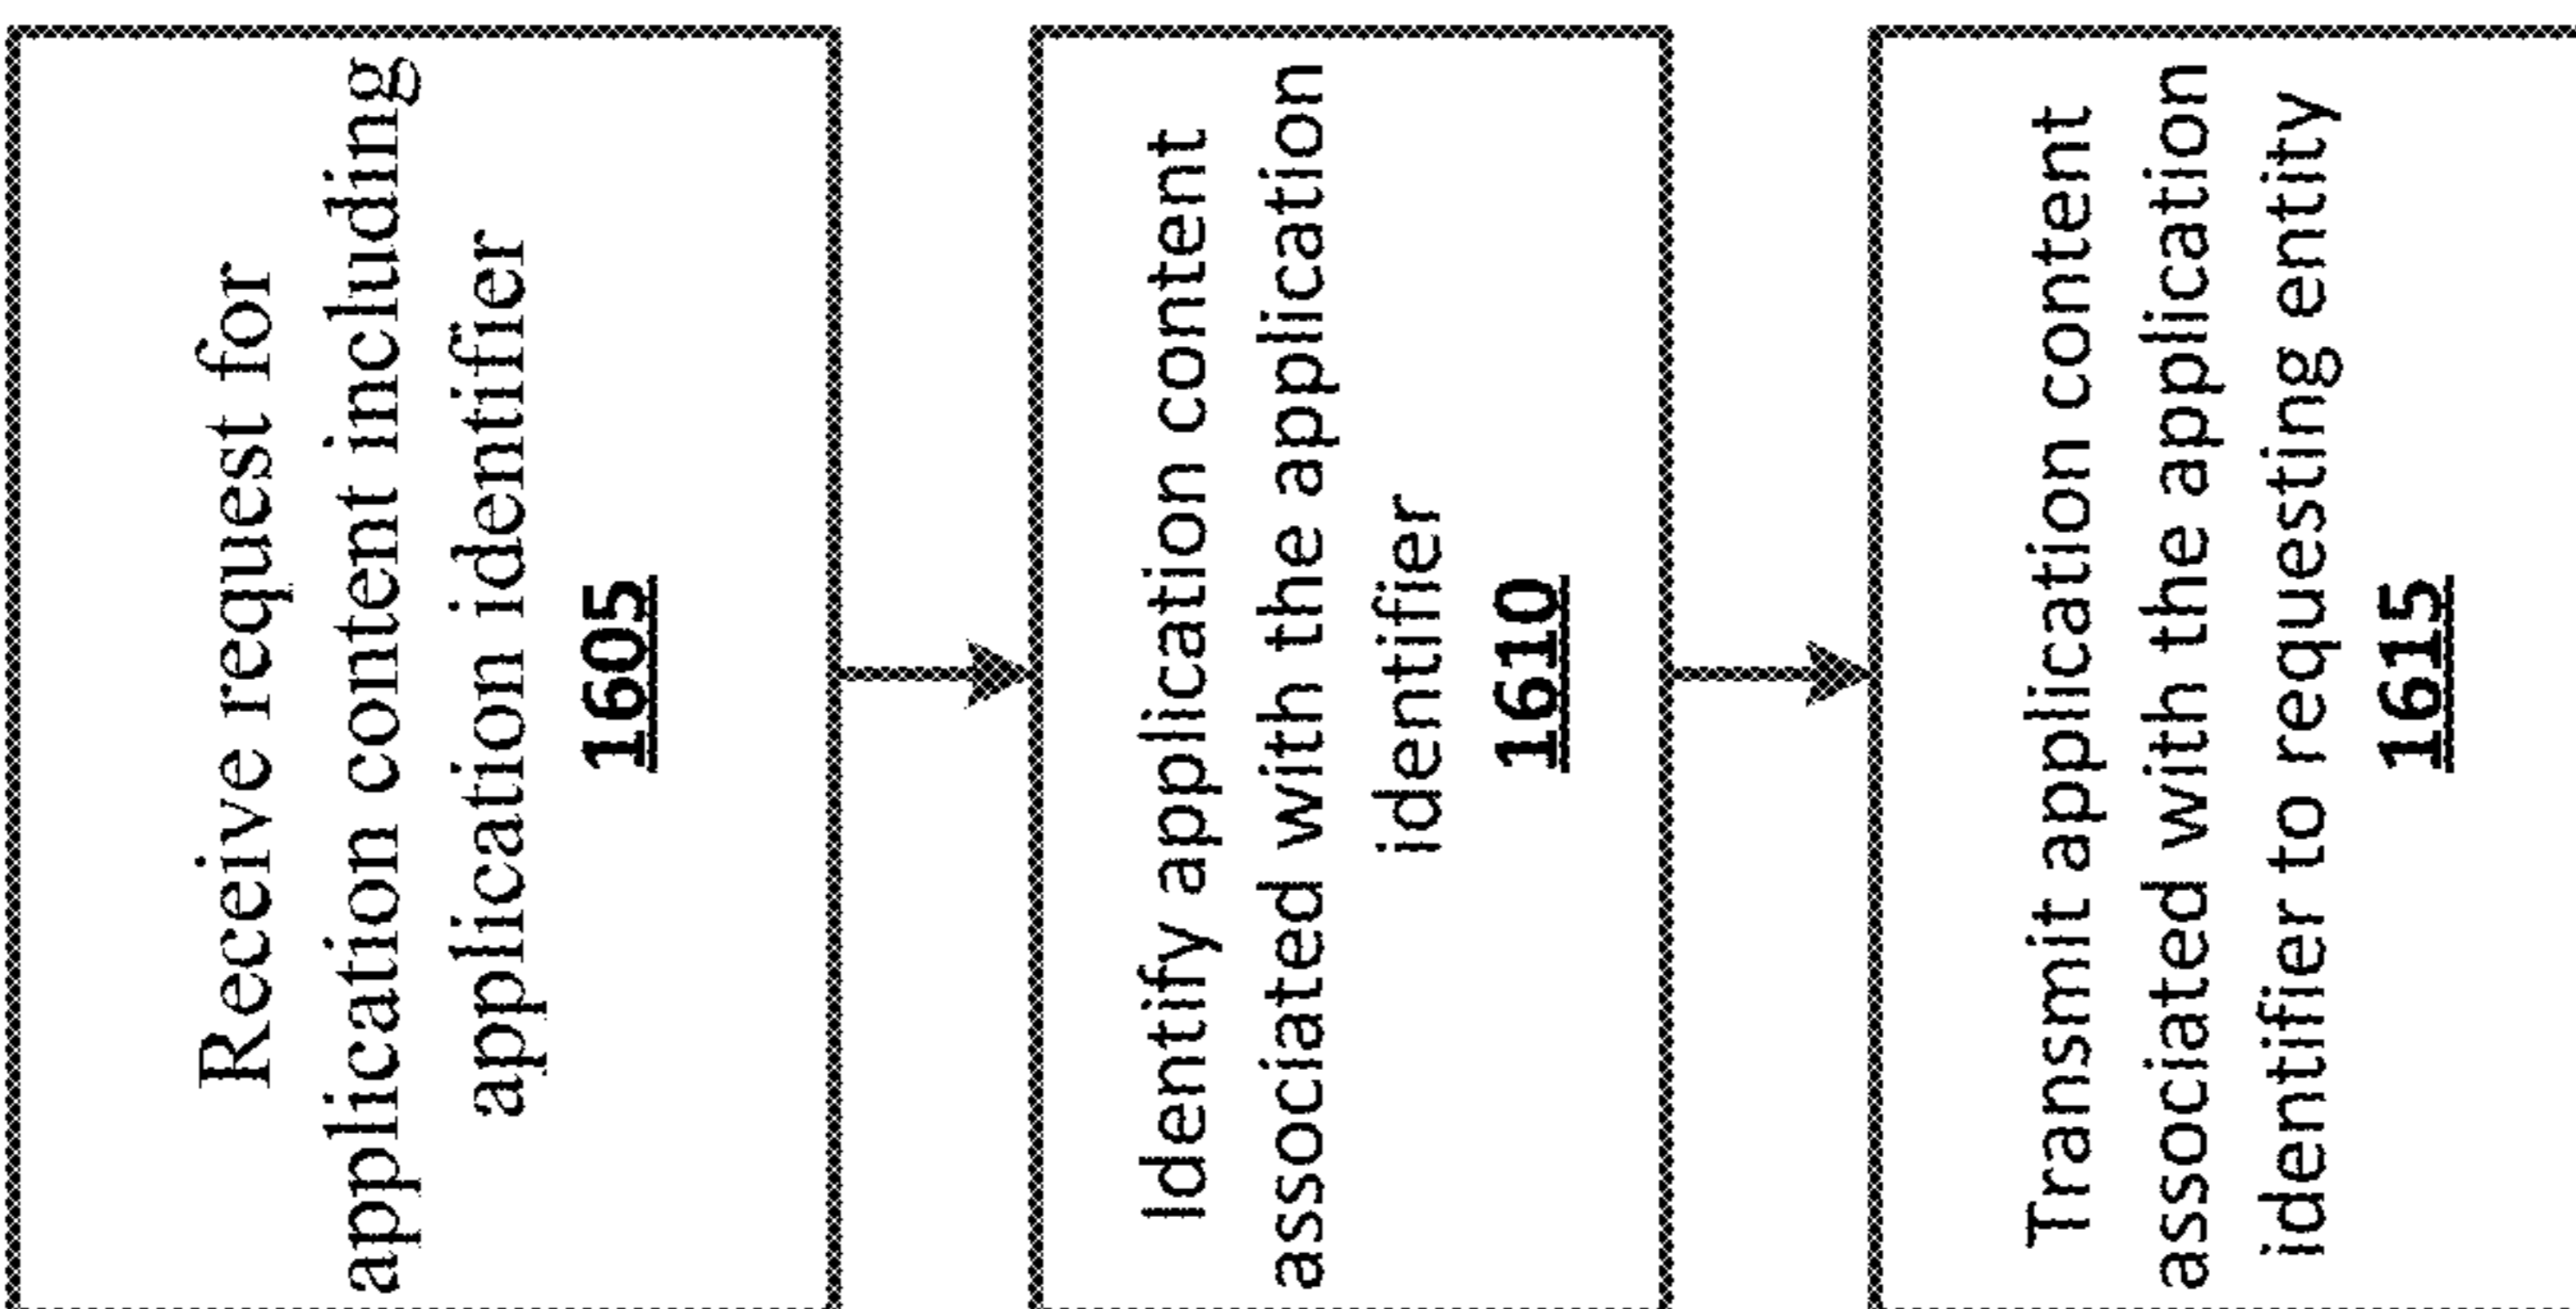 Receive request for
application content including
application identifier
1605
Identify application content
associated with the application
identifier
1610
Transmit application content
associated with the application
identifier to requesting entity
1615